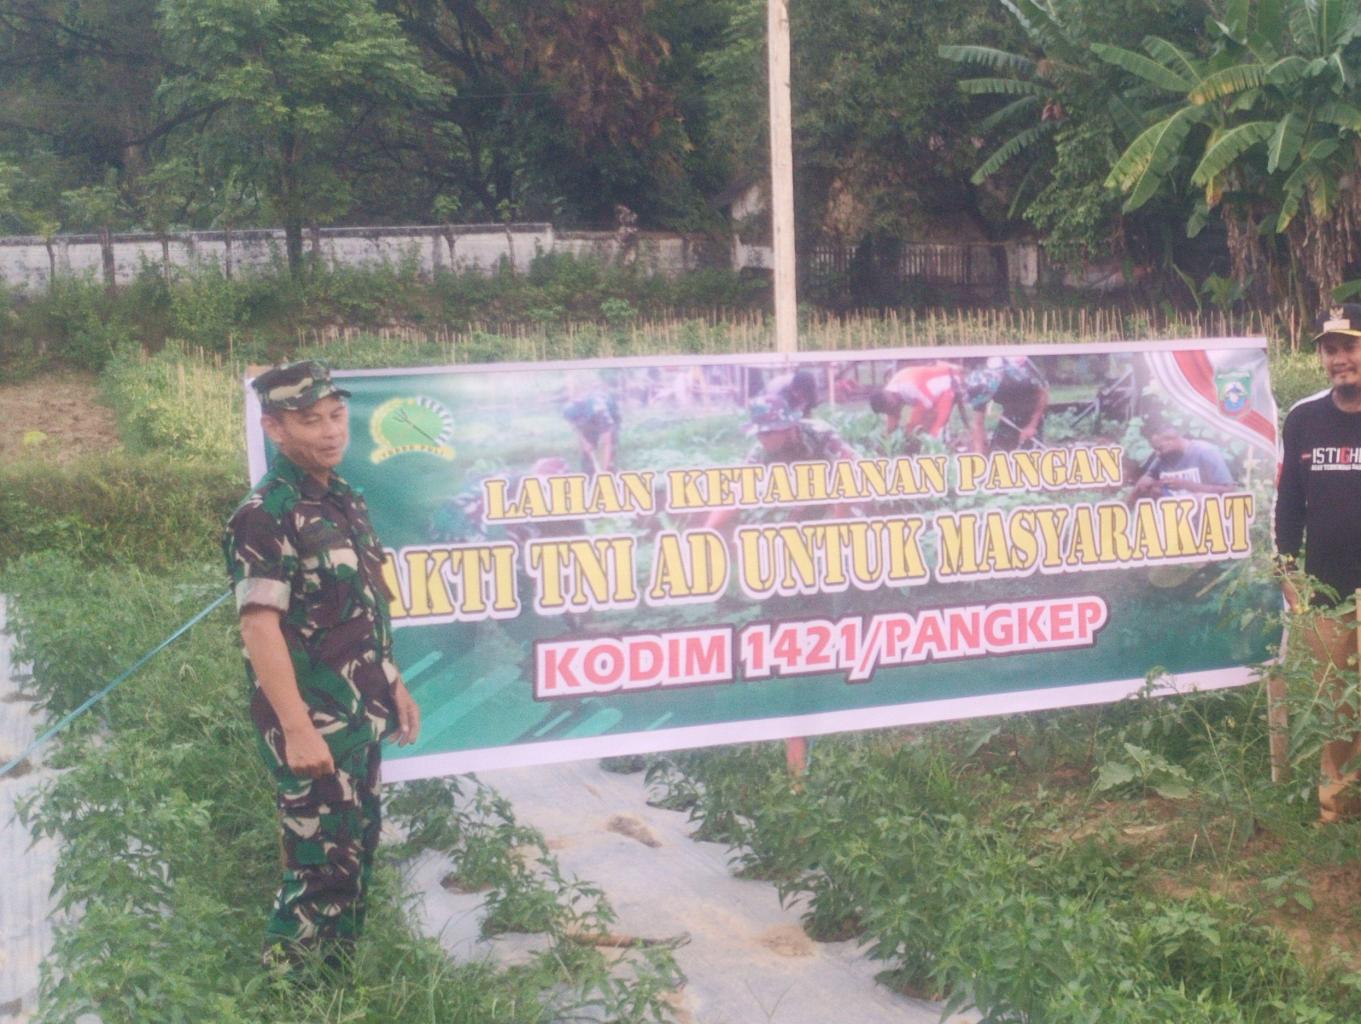 LAHAN KETAHANAN PANGAN
AKTI TNI AD UNTUK MASYARAKAT
KODIM 1421/PANGKEP
ISTIGH